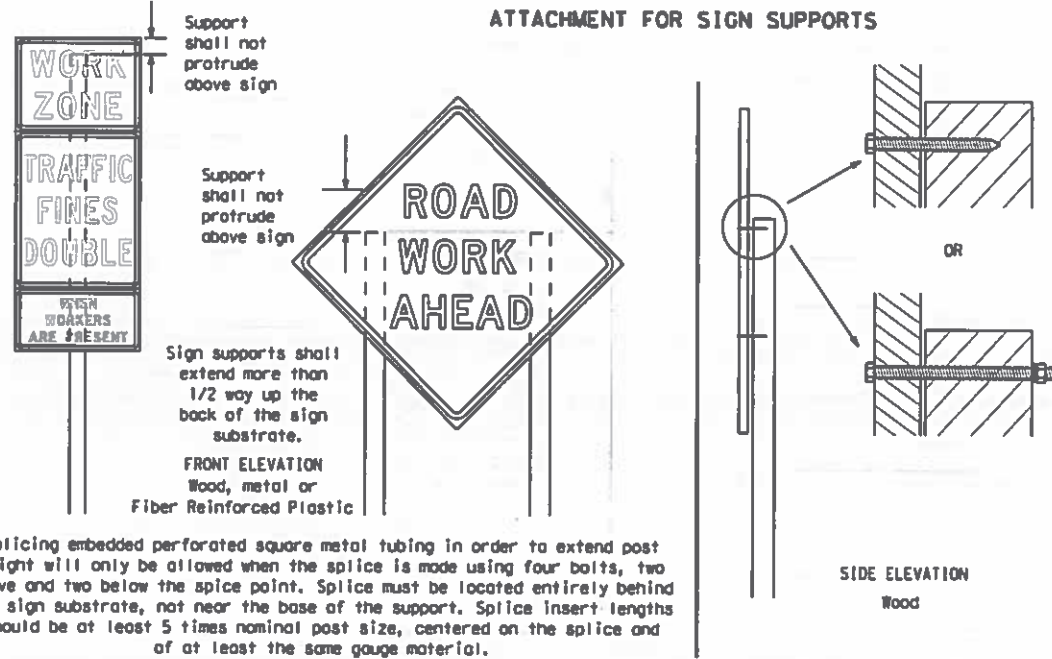 ATTACHMENT FOR SIGN SUPPORTS
Support
shall not
protrude
above sign
WORK
ZONE
TRAFFIC
FINES
DOUBLE
WHEN
WORKERS
ARE PRESENT
Support
shall not
protrude
above sign
ROAD
WORK
AHEAD
Sign supports shall
extend more than
1/2 way up the
back of the sign
substrate.
FRONT ELEVATION
Wood, metal or
Fiber Reinforced Plastic
OR
SIDE ELEVATION
Wood
licing embedded perforated square metal tubing in order to extend post
ight will only be allowed when the splice is made using four bolts, two
ve and two below the spice point. Splice must be located entirely behind
sign substrate, not near the base of the support. Splice insert lengths
ould be at least 5 times nominal post size, centered on the splice and
of at least the same gauge material.